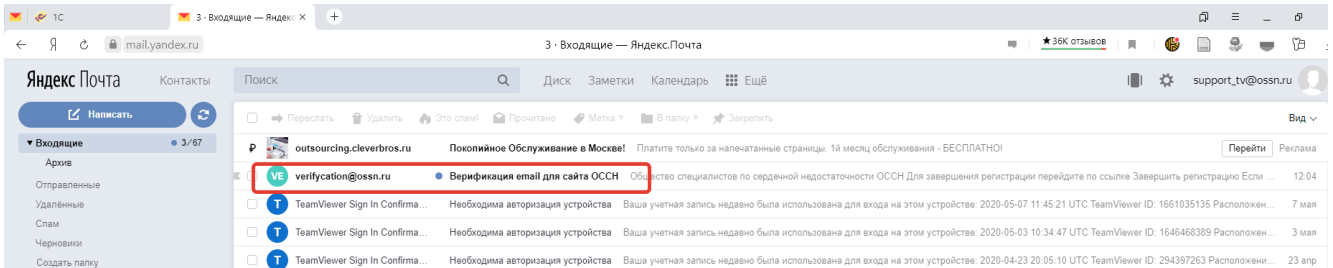 1С
3 · Входящие — Яндекс
mail.yandex.ru
3 · Входящие — Яндекс.Почта
★ 36K отзывов
Яндекс Почта
Контакты
Поиск
Диск Заметки Календарь Ещё
support_tv@ossn.ru
Написать
Переслать Удалить Это спам! Прочитано Метка В папку Закрепить
Вид
Входящие 3/67
Архив
Отправленные
Удалённые
Спам
Черновики
Создать папку
outsourcing.cleverbros.ru Покопийное Обслуживание в Москве! Платите только за напечатанные страницы. 1й месяц обслуживания - БЕСПЛАТНО! Перейти Реклама
VE verifycation@ossn.ru Верификация email для сайта ОССН Общество специалистов по сердечной недостаточности ОССН Для завершения регистрации перейдите по ссылке Завершить регистрацию Если ... 12:04
T TeamViewer Sign In Confirma... Необходима авторизация устройства Ваша учетная запись недавно была использована для входа на этом устройстве: 2020-05-07 11:45:21 UTC TeamViewer ID: 1661035135 Расположен... 7 мая
T TeamViewer Sign In Confirma... Необходима авторизация устройства Ваша учетная запись недавно была использована для входа на этом устройстве: 2020-05-03 10:34:47 UTC TeamViewer ID: 1646468389 Расположен... 3 мая
T TeamViewer Sign In Confirma... Необходима авторизация устройства Ваша учетная запись недавно была использована для входа на этом устройстве: 2020-04-23 20:05:10 UTC TeamViewer ID: 294397263 Расположени... 23 апр